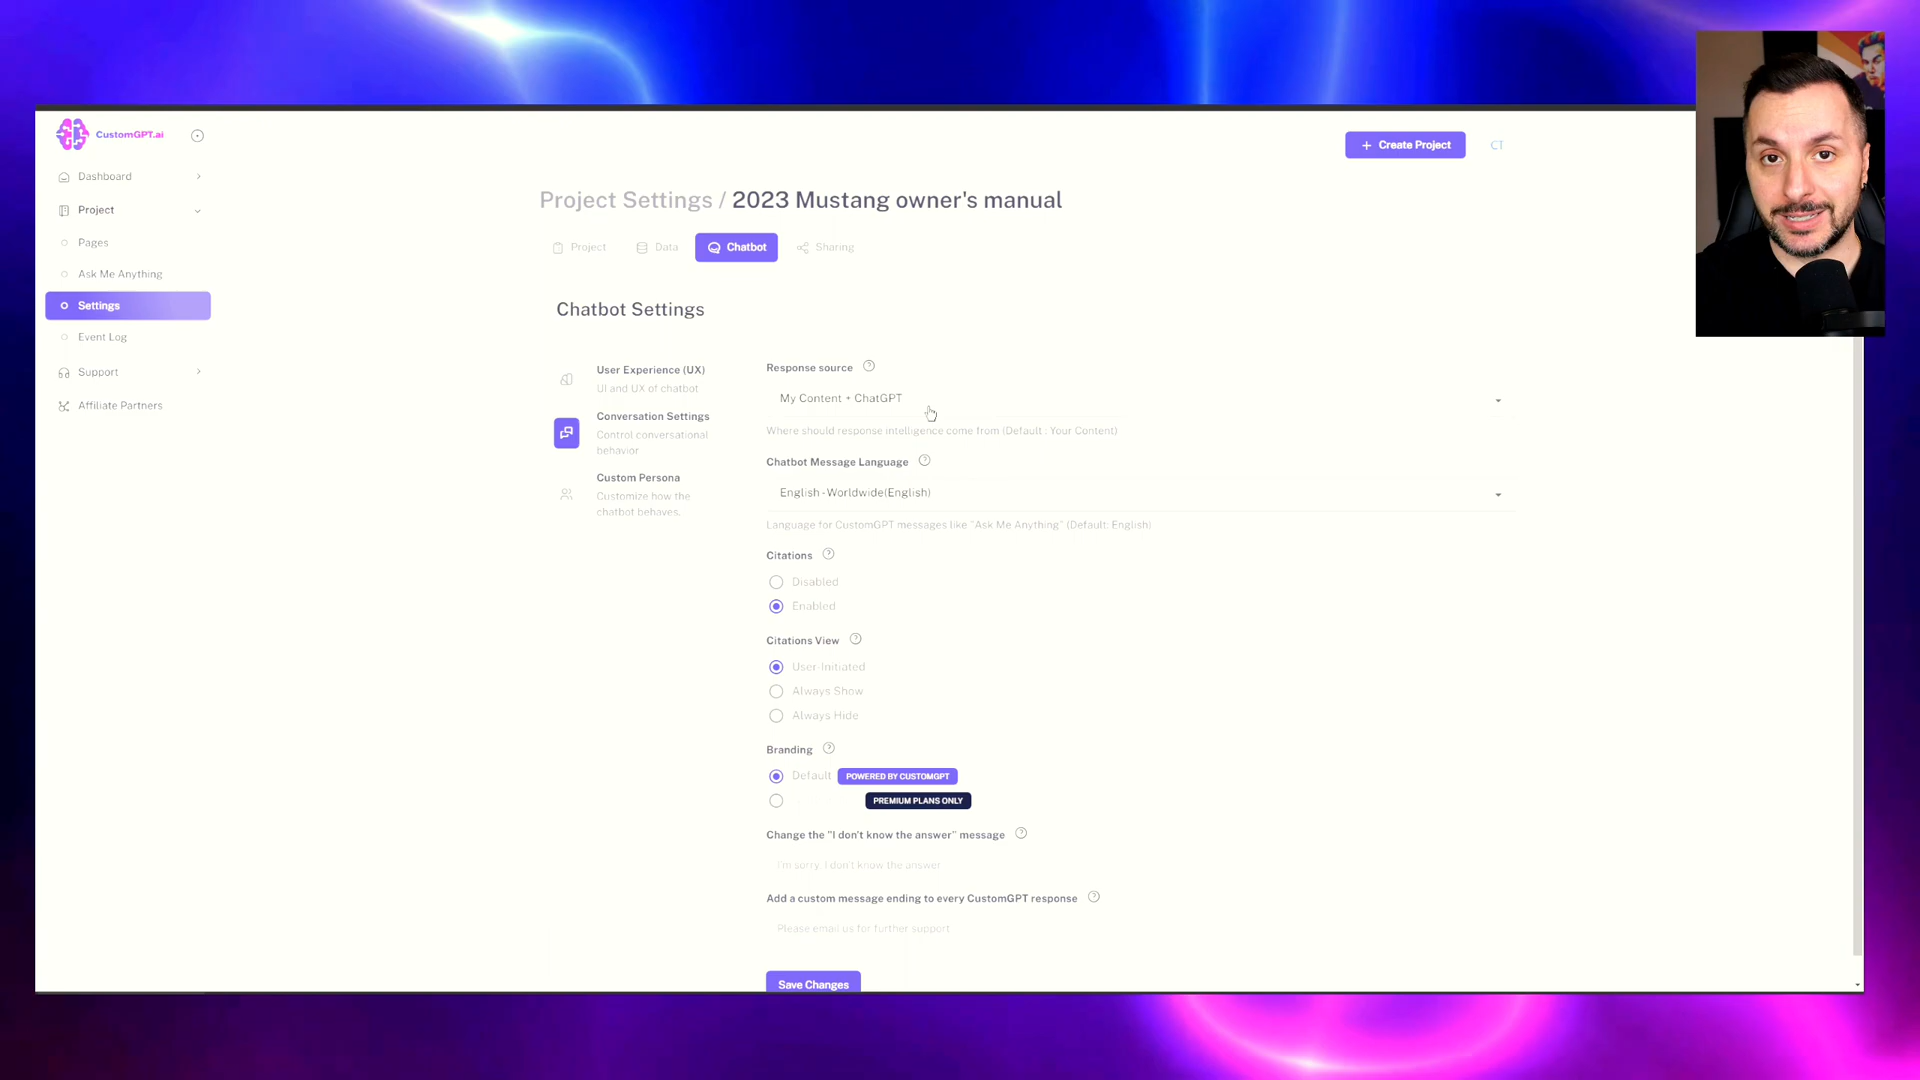 CustomGPT.ai
Dashboard
Project
Pages
Ask Me Anything
Settings
Event Log
Support
Affiliate Partners
+ Create Project
CT
Project Settings / 2023 Mustang owner's manual
Project
Data
Chatbot
Sharing
Chatbot Settings
User Experience (UX)
UI and UX of chatbot
Conversation Settings
Control conversational
behavior
Custom Persona
Customize how the
chatbot behaves.
Response source
My Content + ChatGPT
Where should response intelligence come from (Default : Your Content)
Chatbot Message Language
English - Worldwide(English)
Language for CustomGPT messages like "Ask Me Anything" (Default: English)
Citations
Disabled
Enabled
Citations View
User-Initiated
Always Show
Always Hide
Branding
Default POWERED BY CUSTOMGPT
PREMIUM PLANS ONLY
Change the "I don't know the answer" message
I'm sorry, I don't know the answer
Add a custom message ending to every CustomGPT response
Please email us for further support
Save Changes